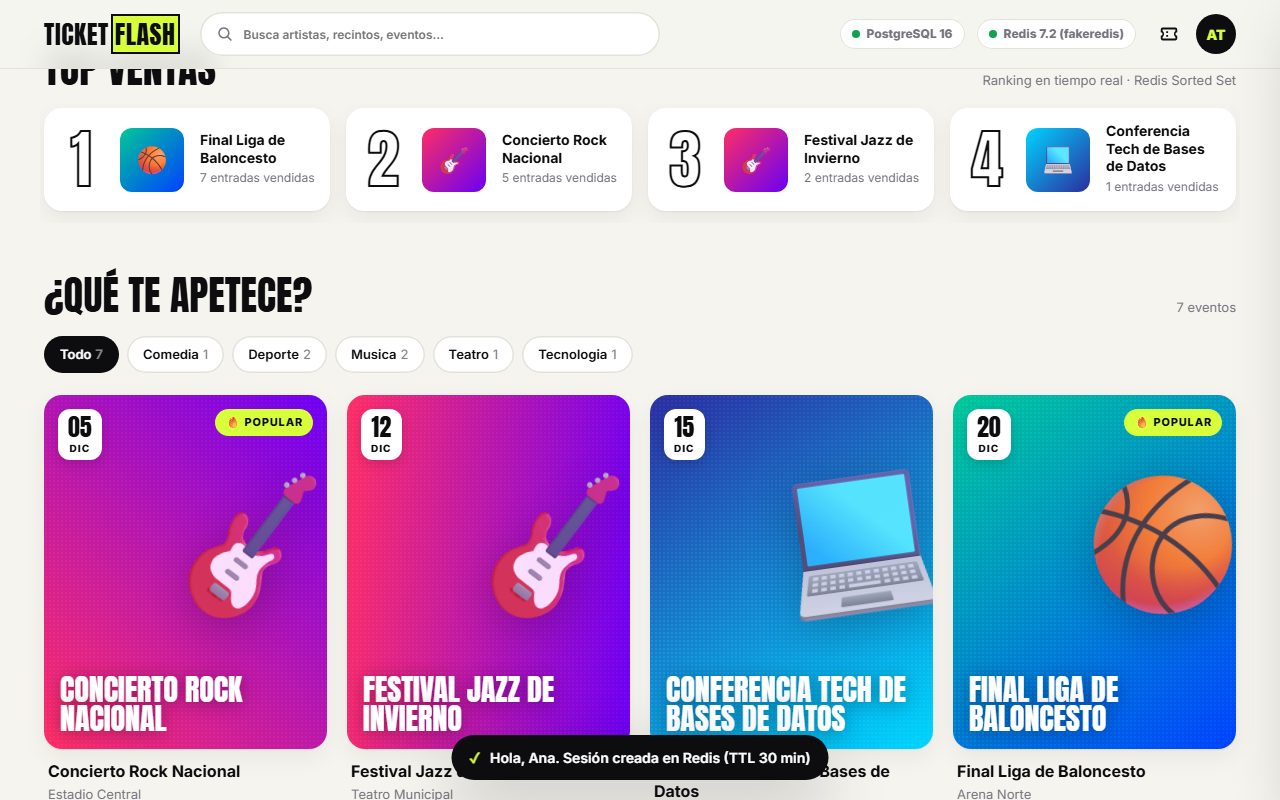 TICKET FLASH
Busca artistas, recintos, eventos...
PostgreSQL 16
Redis 7.2 (fakeredis)
AT
TOP VENTAS
Ranking en tiempo real · Redis Sorted Set
1
Final Liga de
Baloncesto
7 entradas vendidas
2
Concierto Rock
Nacional
5 entradas vendidas
3
Festival Jazz de
Invierno
2 entradas vendidas
4
Conferencia
Tech de Bases
de Datos
1 entradas vendidas
¿QUÉ TE APETECE?
7 eventos
Todo 7
Comedia 1
Deporte 2
Musica 2
Teatro 1
Tecnologia 1
05
DIC
POPULAR
CONCIERTO ROCK
NACIONAL
12
DIC
FESTIVAL JAZZ DE
INVIERNO
15
DIC
CONFERENCIA TECH DE
BASES DE DATOS
20
DIC
POPULAR
FINAL LIGA DE
BALONCESTO
Concierto Rock Nacional
Estadio Central
Festival Jazz
Teatro Municipal
Bases de
Datos
Final Liga de Baloncesto
Arena Norte
✓ Hola, Ana. Sesión creada en Redis (TTL 30 min)